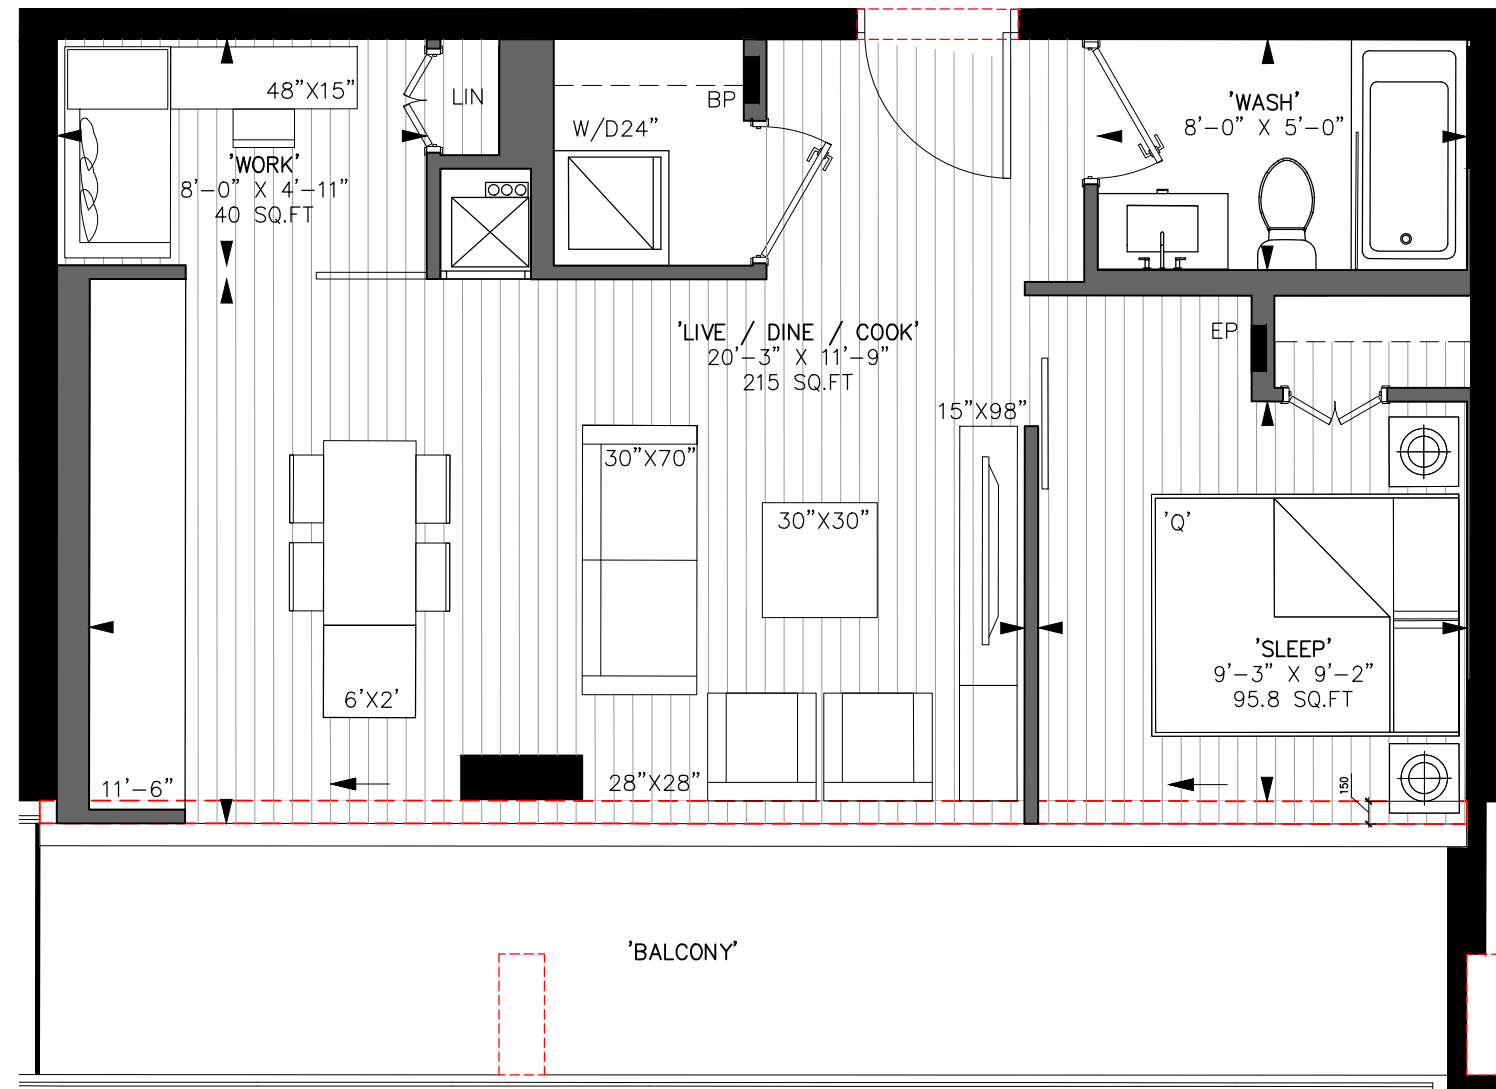 48"X15"
LIN
BP
W/D24"
'WORK'
8'-0" X 4'-11"
40 SQ.FT
'WASH'
8'-0" X 5'-0"
'LIVE / DINE / COOK'
20'-3" X 11'-9"
215 SQ.FT
EP
15"X98"
30"X70"
30"X30"
'Q'
'SLEEP'
9'-3" X 9'-2"
95.8 SQ.FT
6'X2'
11'-6"
28"X28"
150
'BALCONY'